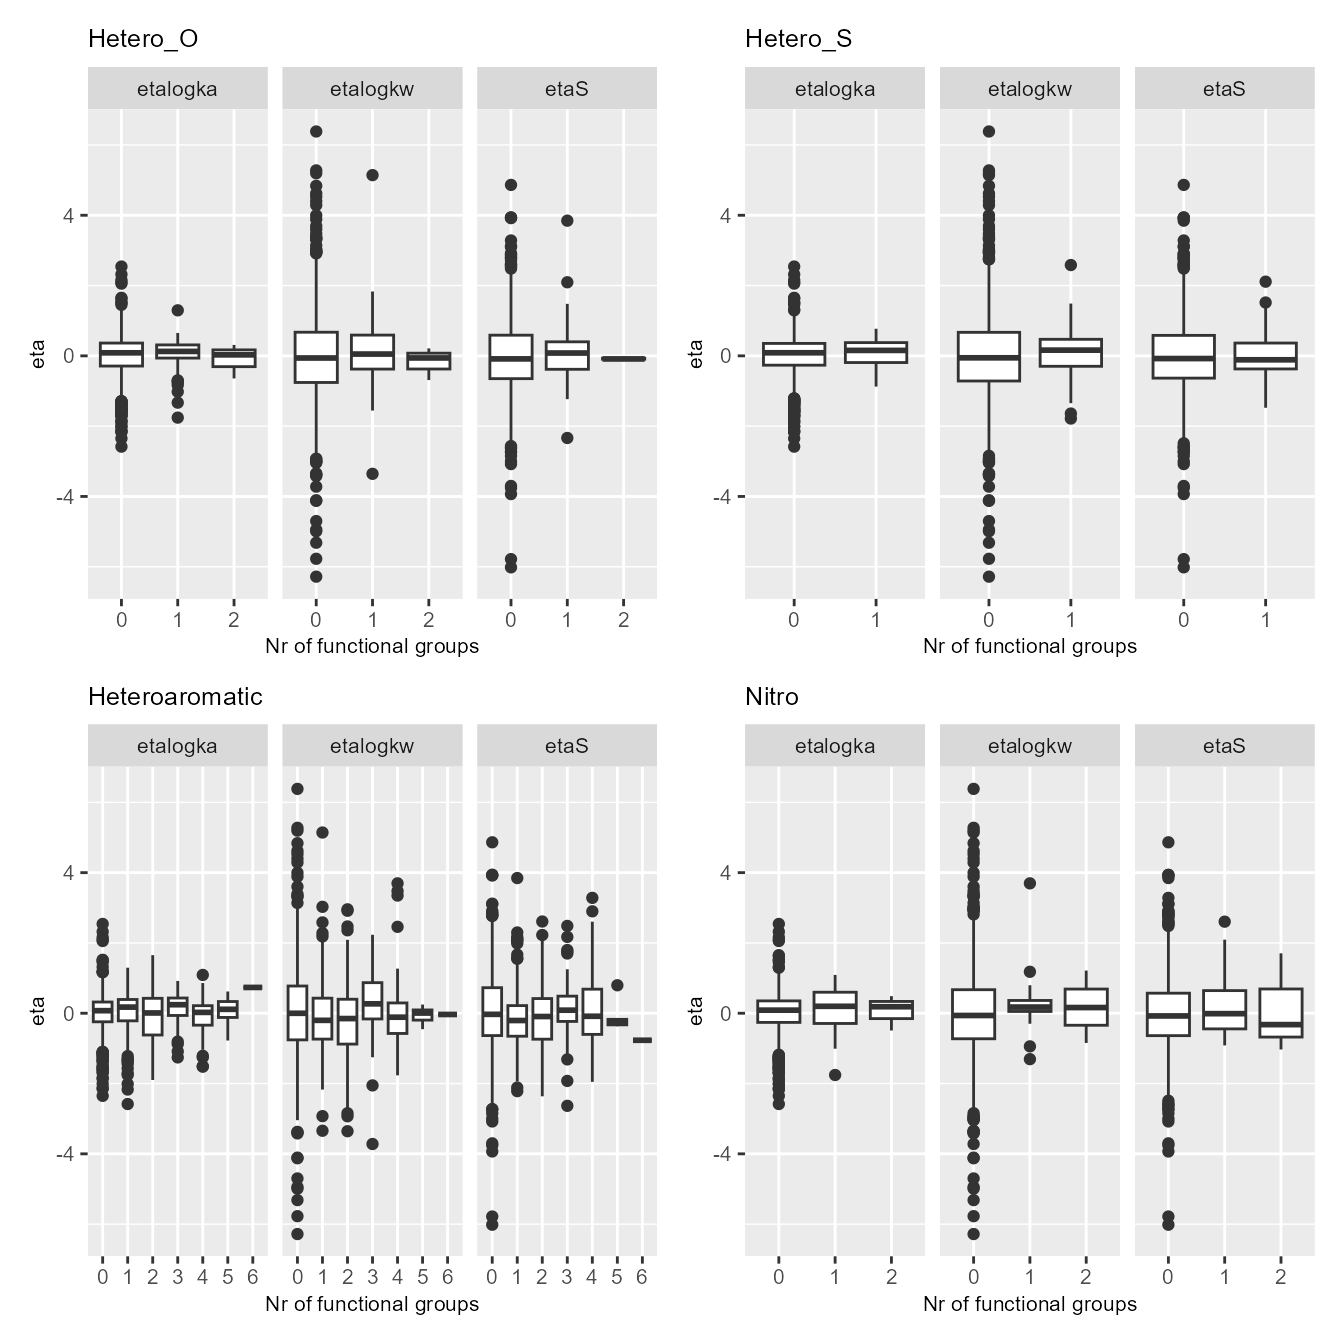 Hetero_O
etalogka etalogkw etaS
4
0
-4
eta
0 1 2 0 1 2 0 1 2
Nr of functional groups
Hetero_S
etalogka etalogkw etaS
4
0
-4
eta
0 1 0 1 0 1
Nr of functional groups
Heteroaromatic
etalogka etalogkw etaS
4
0
-4
eta
0 1 2 3 4 5 6 0 1 2 3 4 5 6 0 1 2 3 4 5 6
Nr of functional groups
Nitro
etalogka etalogkw etaS
4
0
-4
eta
0 1 2 0 1 2 0 1 2
Nr of functional groups